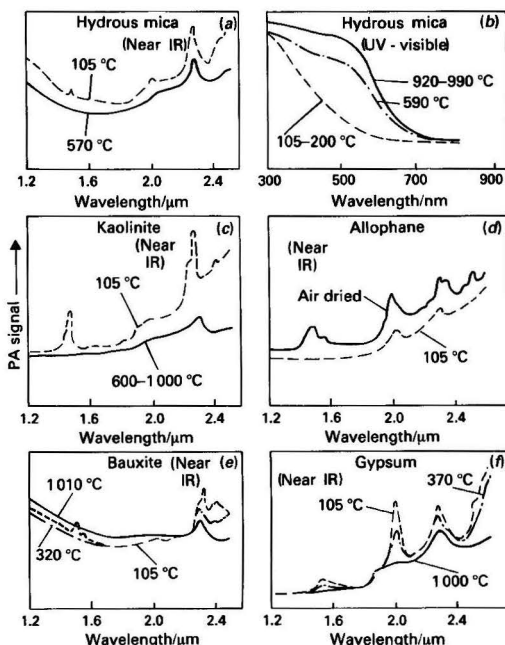 Hydrous mica (a)
(Near IR)
105 °C
570 °C
1.2 1.6 2.0 2.4
Wavelength/μm
Hydrous mica (b)
(UV - visible)
920–990 °C
590 °C
105–200 °C
300 500 700 900
Wavelength/nm
PA signal
Kaolinite (c)
(Near
IR)
105 °C
600–1 000 °C
1.2 1.6 2.0 2.4
Wavelength/μm
Allophane (d)
(Near
IR)
Air dried
105 °C
1.2 1.6 2.0 2.4
Wavelength/μm
Bauxite (Near (e)
IR)
1 010 °C
320 °C
105 °C
1.2 1.6 2.0 2.4
Wavelength/μm
Gypsum (f)
(Near IR)
370 °C
105 °C
1 000 °C
1.2 1.6 2.0 2.4
Wavelength/μm